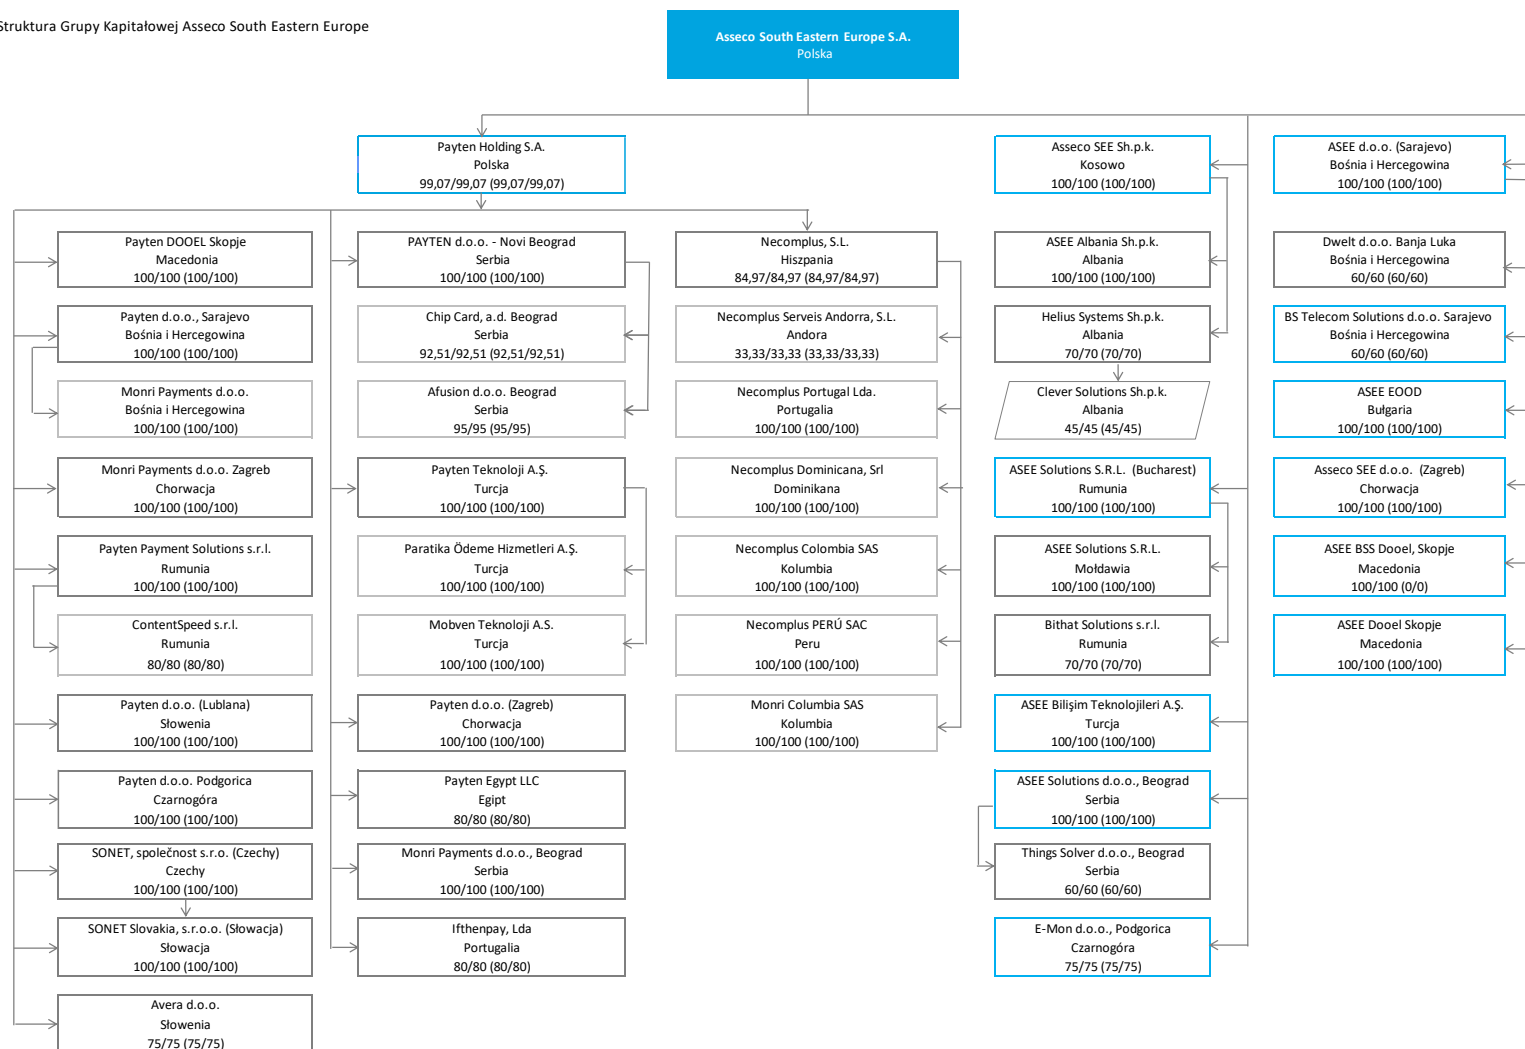 Struktura Grupy Kapitałowej Asseco South Eastern Europe
Asseco South Eastern Europe S.A.
Polska
Payten Holding S.A.
Polska
99,07/99,07 (99,07/99,07)
Payten DOOEL Skopje
Macedonia
100/100 (100/100)
Payten d.o.o., Sarajevo
Bośnia i Hercegowina
100/100 (100/100)
Monri Payments d.o.o.
Bośnia i Hercegowina
100/100 (100/100)
Monri Payments d.o.o. Zagreb
Chorwacja
100/100 (100/100)
Payten Payment Solutions s.r.l.
Rumunia
100/100 (100/100)
ContentSpeed s.r.l.
Rumunia
80/80 (80/80)
Payten d.o.o. (Lublana)
Słowenia
100/100 (100/100)
Payten d.o.o. Podgorica
Czarnogóra
100/100 (100/100)
SONET, společnost s.r.o. (Czechy)
Czechy
100/100 (100/100)
SONET Slovakia, s.r.o.o. (Słowacja)
Słowacja
100/100 (100/100)
Avera d.o.o.
Słowenia
75/75 (75/75)
PAYTEN d.o.o. - Novi Beograd
Serbia
100/100 (100/100)
Chip Card, a.d. Beograd
Serbia
92,51/92,51 (92,51/92,51)
Afusion d.o.o. Beograd
Serbia
95/95 (95/95)
Payten Teknoloji A.Ş.
Turcja
100/100 (100/100)
Paratika Ödeme Hizmetleri A.Ş.
Turcja
100/100 (100/100)
Mobven Teknoloji A.S.
Turcja
100/100 (100/100)
Payten d.o.o. (Zagreb)
Chorwacja
100/100 (100/100)
Payten Egypt LLC
Egipt
80/80 (80/80)
Monri Payments d.o.o., Beograd
Serbia
100/100 (100/100)
Ifthenpay, Lda
Portugalia
80/80 (80/80)
Necomplus, S.L.
Hiszpania
84,97/84,97 (84,97/84,97)
Necomplus Serveis Andorra, S.L.
Andora
33,33/33,33 (33,33/33,33)
Necomplus Portugal Lda.
Portugalia
100/100 (100/100)
Necomplus Dominicana, Srl
Dominikana
100/100 (100/100)
Necomplus Colombia SAS
Kolumbia
100/100 (100/100)
Necomplus PERÚ SAC
Peru
100/100 (100/100)
Monri Columbia SAS
Kolumbia
100/100 (100/100)
Asseco SEE Sh.p.k.
Kosowo
100/100 (100/100)
ASEE Albania Sh.p.k.
Albania
100/100 (100/100)
Helius Systems Sh.p.k.
Albania
70/70 (70/70)
Clever Solutions Sh.p.k.
Albania
45/45 (45/45)
ASEE Solutions S.R.L. (Bucharest)
Rumunia
100/100 (100/100)
ASEE Solutions S.R.L.
Mołdawia
100/100 (100/100)
Bithat Solutions s.r.l.
Rumunia
70/70 (70/70)
ASEE Bilişim Teknolojileri A.Ş.
Turcja
100/100 (100/100)
ASEE Solutions d.o.o., Beograd
Serbia
100/100 (100/100)
Things Solver d.o.o., Beograd
Serbia
60/60 (60/60)
E-Mon d.o.o., Podgorica
Czarnogóra
75/75 (75/75)
ASEE d.o.o. (Sarajevo)
Bośnia i Hercegowina
100/100 (100/100)
Dwelt d.o.o. Banja Luka
Bośnia i Hercegowina
60/60 (60/60)
BS Telecom Solutions d.o.o. Sarajevo
Bośnia i Hercegowina
60/60 (60/60)
ASEE EOOD
Bułgaria
100/100 (100/100)
Asseco SEE d.o.o. (Zagreb)
Chorwacja
100/100 (100/100)
ASEE BSS Dooel, Skopje
Macedonia
100/100 (0/0)
ASEE Dooel Skopje
Macedonia
100/100 (100/100)